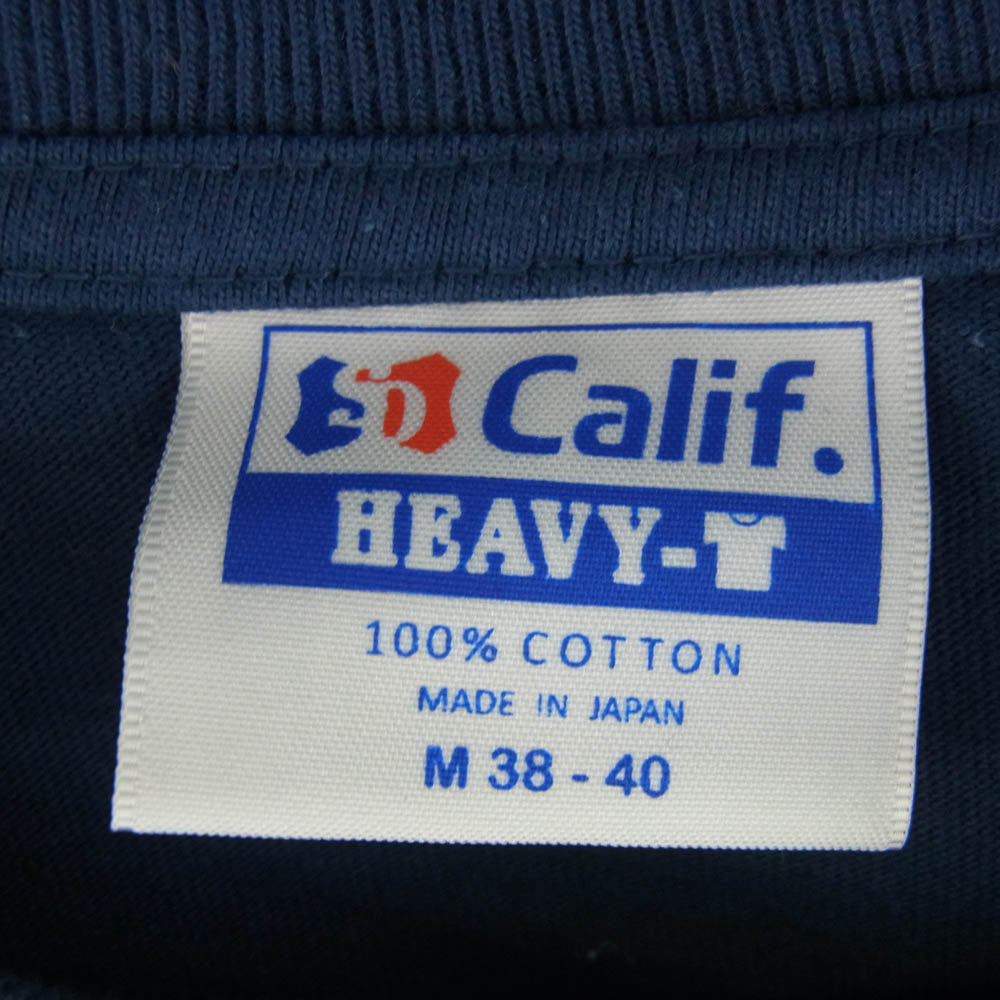 SD Calif.
HEAVY-T
100% COTTON
MADE IN JAPAN
M 38 - 40